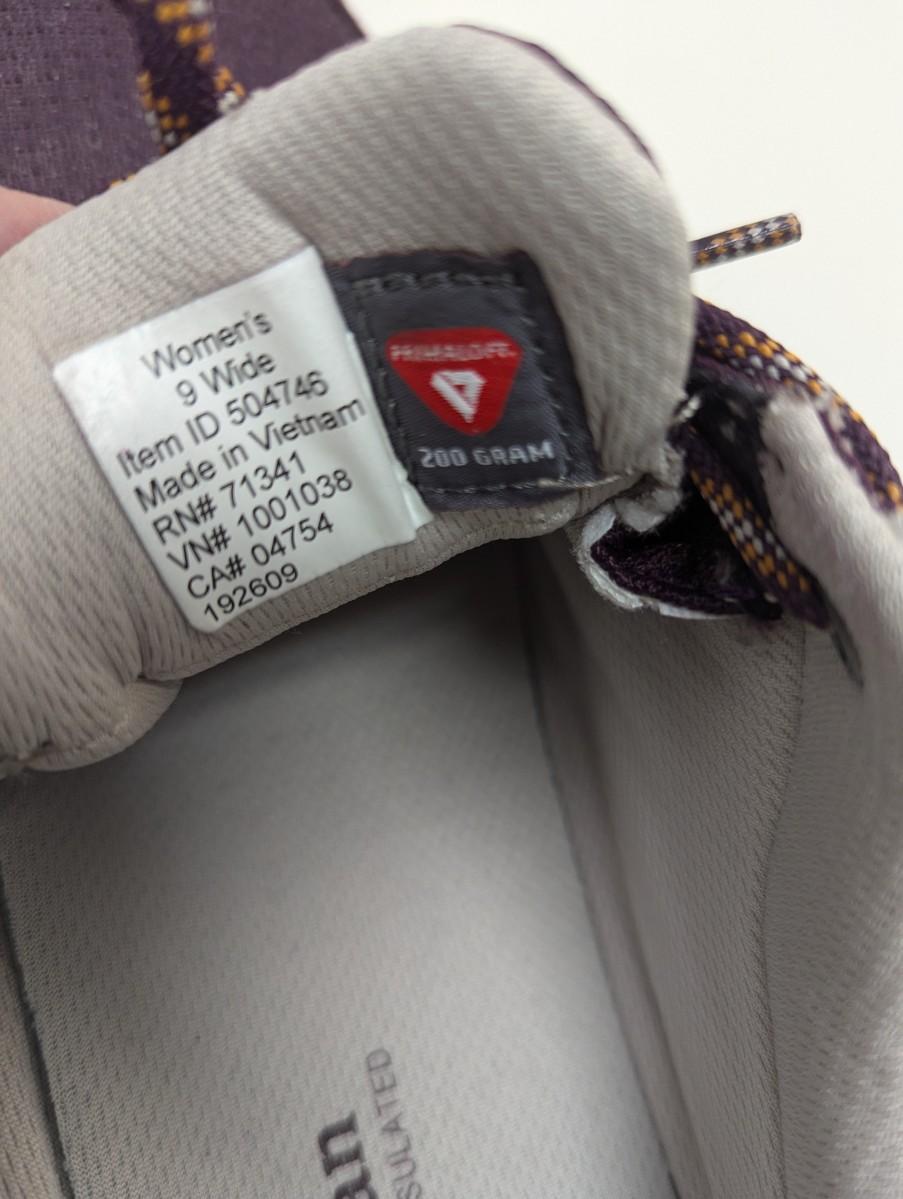 Women's
9 Wide
Item ID 504746
Made in Vietnam
RN# 71341
VN# 1001038
CA# 04754
192609
PRIMALOFT
200 GRAM
an
SULATED